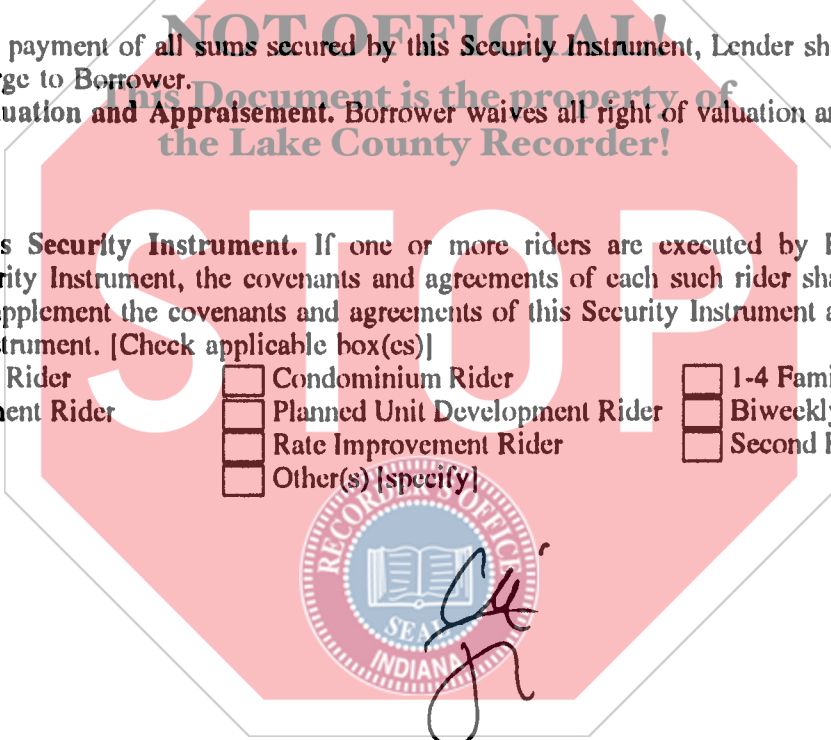 NOT OFFICIAL!
payment of all sums secured by this Security Instrument, Lender sh
rge to Borrower.
This Document is the property of
uation and Appraisement. Borrower waives all right of valuation a
the Lake County Recorder!
STOP
s Security Instrument. If one or more riders are executed by
rity Instrument, the covenants and agreements of each such rider sha
pplement the covenants and agreements of this Security Instrument a
trument. [Check applicable box(es)]
Rider Condominium Rider 1-4 Fami
ent Rider Planned Unit Development Rider Biweekly
Rate Improvement Rider Second
Other(s) [specify]
RECORDER'S OFFICE
SEAL
INDIANA